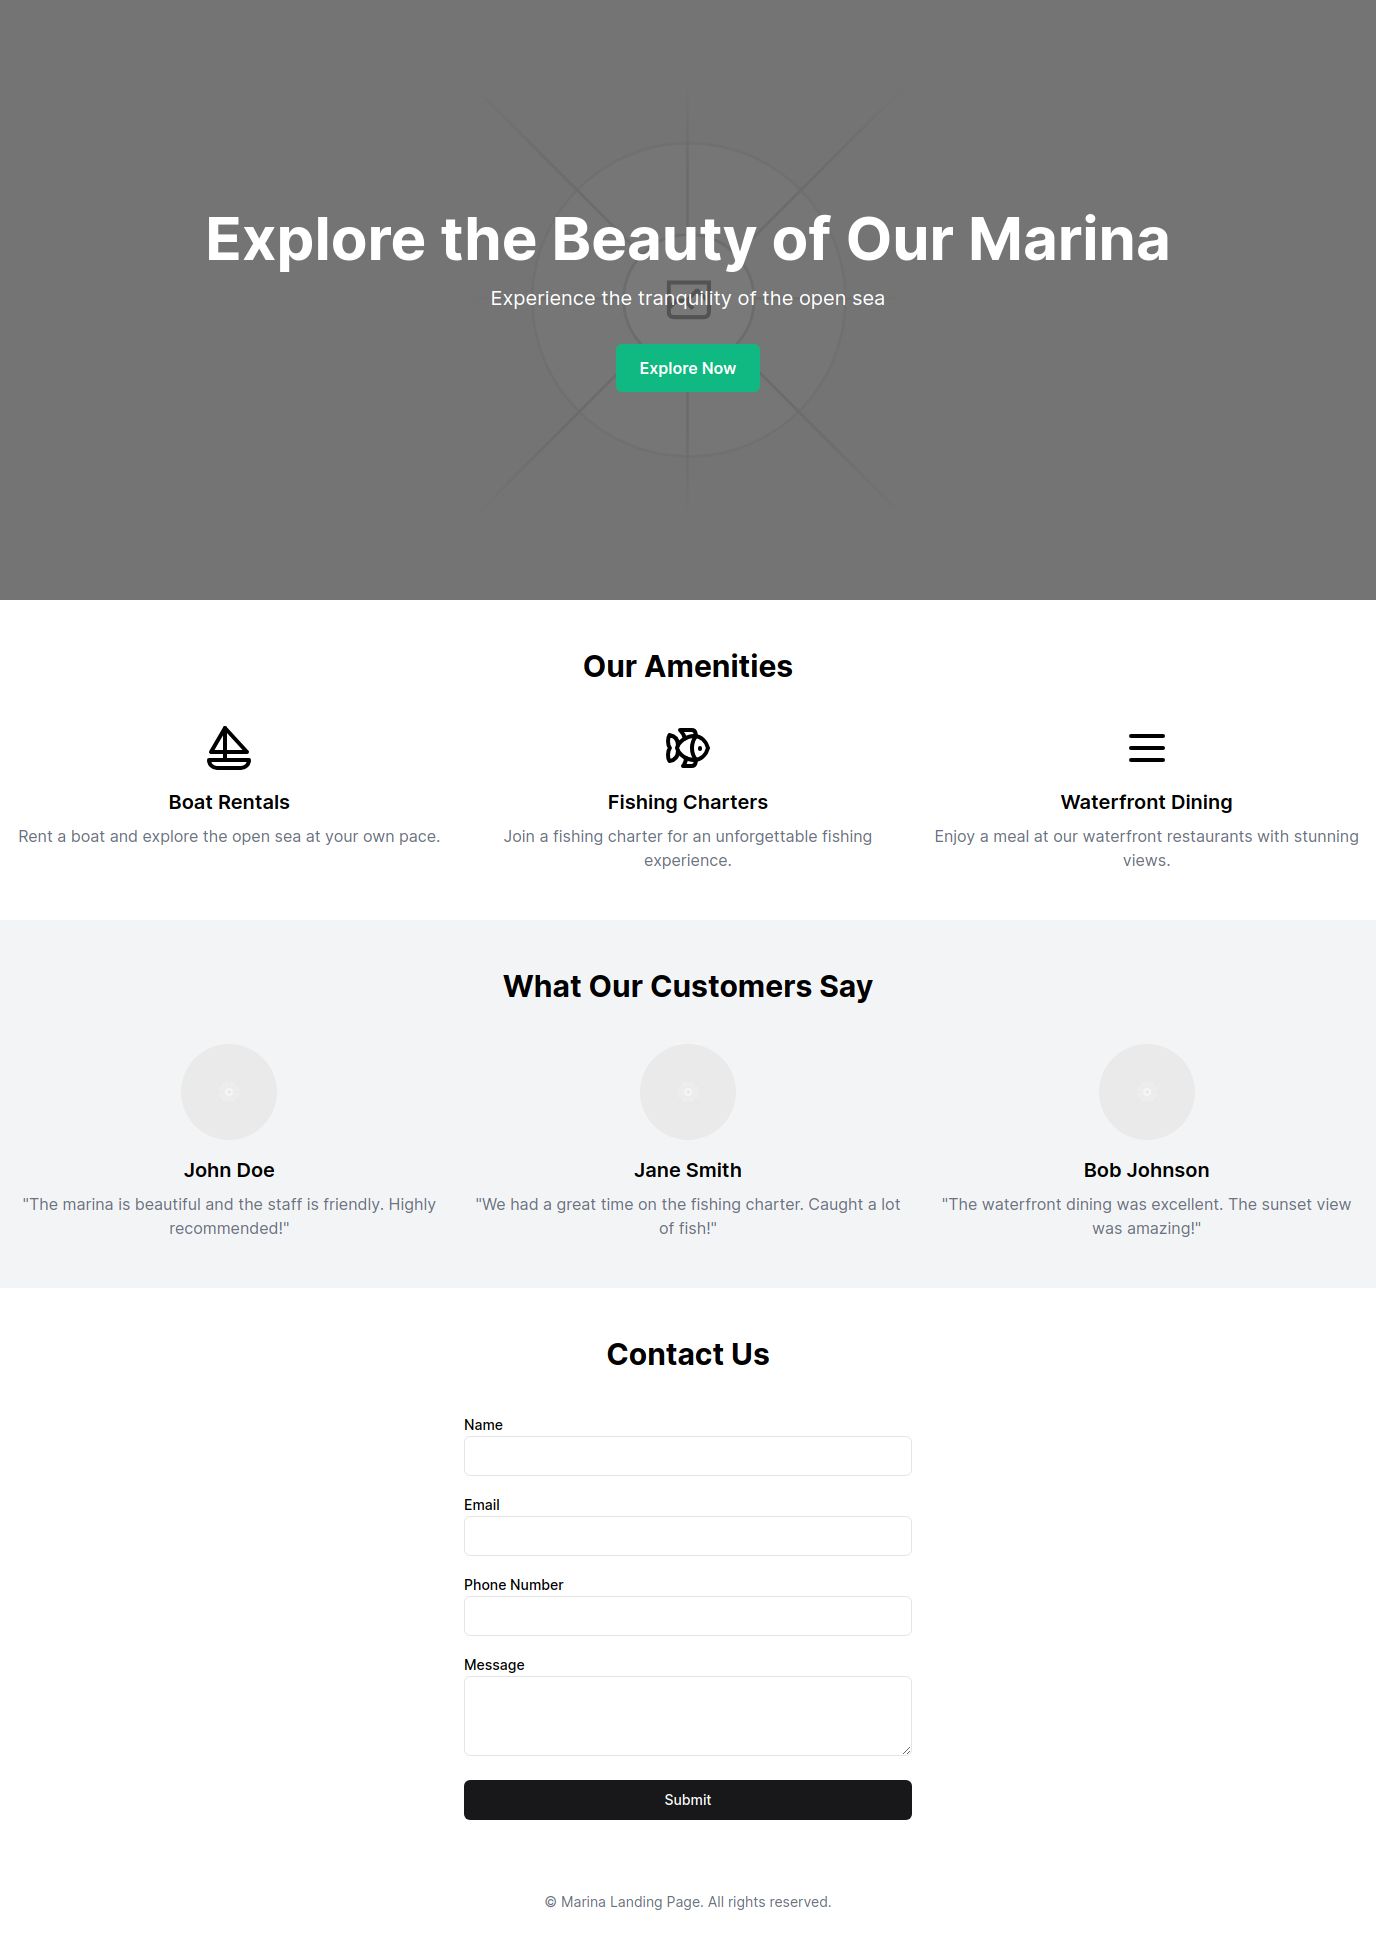 Explore the Beauty of Our Marina
Experience the tranquility of the open sea
Explore Now
Our Amenities
Boat Rentals
Rent a boat and explore the open sea at your own pace.
Fishing Charters
Join a fishing charter for an unforgettable fishing
experience.
Waterfront Dining
Enjoy a meal at our waterfront restaurants with stunning
views.
What Our Customers Say
John Doe
"The marina is beautiful and the staff is friendly. Highly
recommended!"
Jane Smith
"We had a great time on the fishing charter. Caught a lot
of fish!"
Bob Johnson
"The waterfront dining was excellent. The sunset view
was amazing!"
Contact Us
Name
Email
Phone Number
Message
Submit
© Marina Landing Page. All rights reserved.